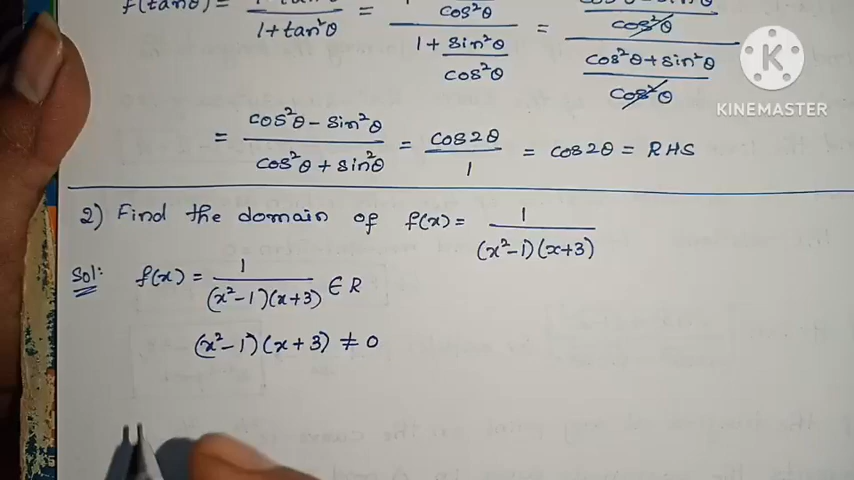 f(tanθ) = 1 + tan²θ = cos²θ / (1 + sin²θ/cos²θ) = cos²θ / ((cos²θ + sin²θ)/cos²θ)
KINEMASTER
= (cos²θ − sin²θ)/(cos²θ + sin²θ) = cos2θ/1 = cos2θ = RHS
2) Find the domain of f(x) = 1/((x²−1)(x+3))
Sol: f(x) = 1/((x²−1)(x+3)) ∈ R
(x²−1)(x+3) ≠ 0